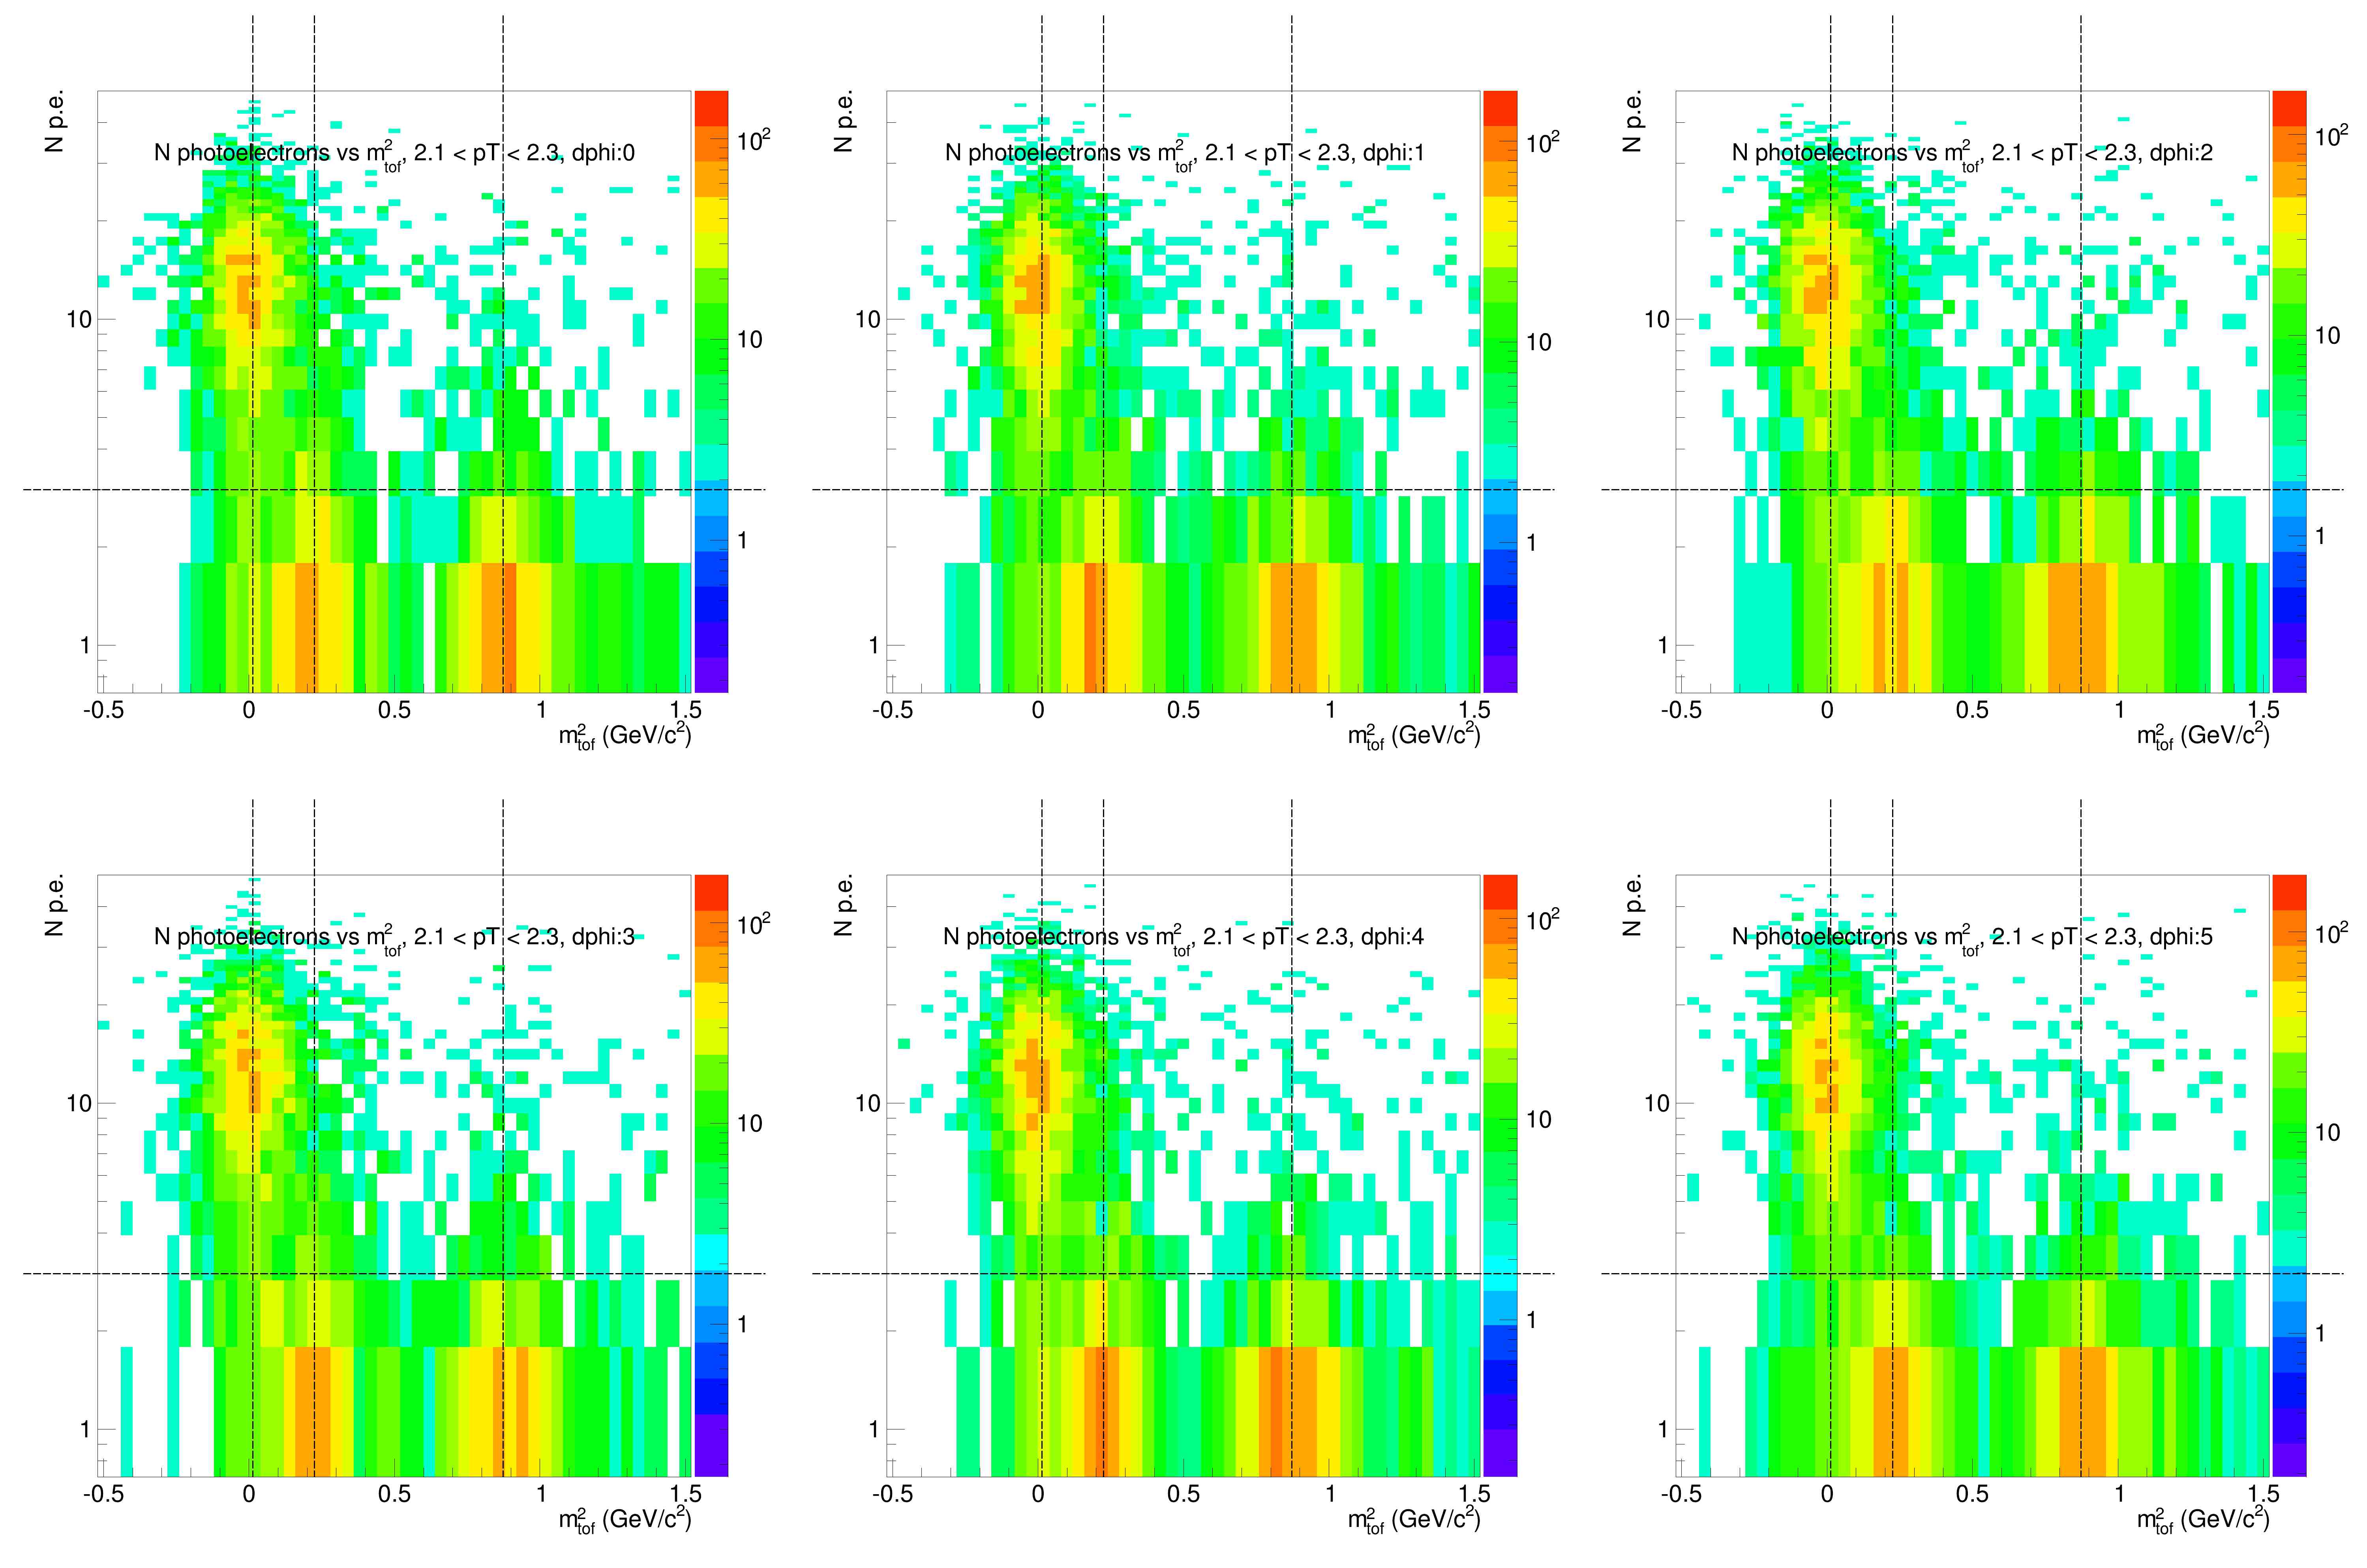 N p.e.
N photoelectrons vs m²tof, 2.1 < pT < 2.3, dphi:0
10
1
-0.5 0 0.5 1 1.5
m²tof (GeV/c²)
10²
10
1
N p.e.
N photoelectrons vs m²tof, 2.1 < pT < 2.3, dphi:1
10
1
-0.5 0 0.5 1 1.5
m²tof (GeV/c²)
10²
10
1
N p.e.
N photoelectrons vs m²tof, 2.1 < pT < 2.3, dphi:2
10
1
-0.5 0 0.5 1 1.5
m²tof (GeV/c²)
10²
10
1
N p.e.
N photoelectrons vs m²tof, 2.1 < pT < 2.3, dphi:3
10
1
-0.5 0 0.5 1 1.5
m²tof (GeV/c²)
10²
10
1
N p.e.
N photoelectrons vs m²tof, 2.1 < pT < 2.3, dphi:4
10
1
-0.5 0 0.5 1 1.5
m²tof (GeV/c²)
10²
10
1
N p.e.
N photoelectrons vs m²tof, 2.1 < pT < 2.3, dphi:5
10
1
-0.5 0 0.5 1 1.5
m²tof (GeV/c²)
10²
10
1